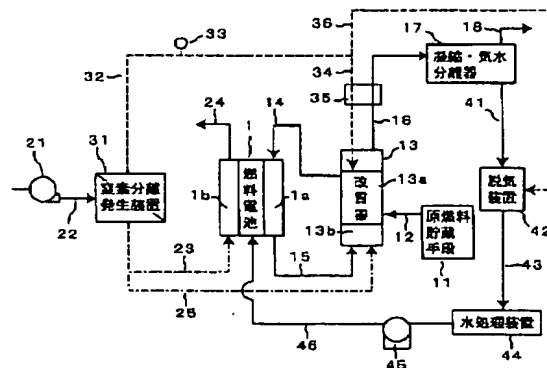 33
36
18
17
凝縮・気水
分離器
32
34
35
16
41
24
1
14
13
21
31
窒素分離
発生装置
22
1b
燃料電池
1a
改質器
13a
13b
12
原燃料
貯蔵
手段
11
脱気
装置
42
23
25
15
43
46
45
水処理装置
44